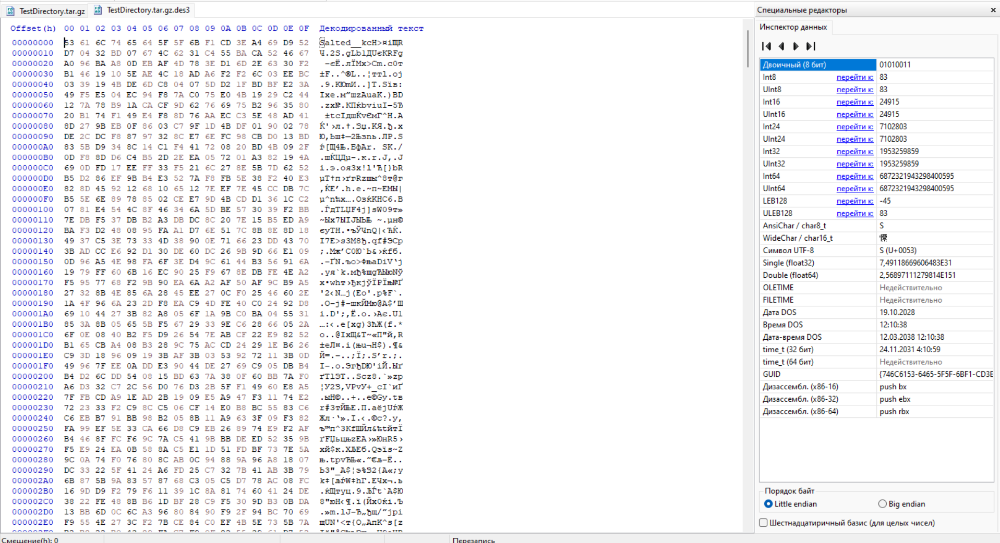 TestDirectory.tar.gz TestDirectory.tar.gz.des3
Offset(h) 00 01 02 03 04 05 06 07 08 09 0A 0B 0C 0D 0E 0F Декодированный текст
00000000 53 61 6C 74 65 64 5F 5F 6B F1 CD 3E A4 69 D9 52 Salted__kсН>¤iЩR
00000010 D7 04 32 BD 07 67 4C 62 31 C4 55 BA CA 52 46 67 Ч.2Ѕ.gLb1ДUєКRFg
00000020 A0 96 BA A8 0D EB AF 4D 78 3E D1 6D 2E 63 30 F2 –єЁ.лЇMx>Сm.c0т
00000030 B1 46 19 10 5E AE 4C 18 AD A6 F2 F2 6C 03 EE BC ±F..^®L.­¦ттl.ој
00000040 03 39 19 4B DE 6D C8 04 07 5D D2 1F BD BF E2 3A .9.KЮmИ..]Т.Ѕїв:
00000050 49 F5 E5 04 EC 94 F8 7A C0 75 E0 4B 19 29 C2 44 Iхе.м”шzАuаK.)ВD
00000060 12 7A 78 B9 1A CA CF 9D 62 76 69 75 B2 96 35 80 .zx№.КПќbviuІ–5Ђ
00000070 20 B1 74 F1 49 E4 F8 8D 76 AA EC C3 5E 48 AD 41 ±tсIдшЌvЄмГ^H­A
00000080 8D 27 9B EB 0F 86 03 C7 9F 1D 4B DF 01 90 02 78 Ќ'›л.†.Зџ.KЯ.ђ.x
00000090 DE 2C DC F8 87 97 32 8C E7 6E FC 98 CB D0 13 BD Ю,Ьш‡—2Њзnь.ЛР.Ѕ
000000A0 83 5B D9 34 8C 14 C1 F4 41 72 08 20 BD 4B 09 2F ѓ[Щ4Њ.БфAr. ЅK./
000000B0 0D F8 8D D6 C4 B5 2D 2E EA 05 72 01 A3 82 19 4A .шЌЦДµ-.к.r.Ј‚.J
000000C0 69 0D FD 17 EE FF 33 F5 21 6C 27 8E 5B 7D 62 52 i.э.оя3х!l'Ћ[}bR
000000D0 B5 D2 86 EF 9B B4 E3 52 7A F8 FB 5E 38 F2 40 E3 µТ†п›ґгRzшы^8т@г
000000E0 82 8D 45 92 12 68 10 65 12 7E EF 7E 45 CC DB 7C ‚ЌE’.h.e.~п~EМЫ|
000000F0 B5 5E 6E 89 78 85 02 CE E7 9D 4B CD D1 36 1C C2 µ^n‰x….ОзќKНС6.В
00000100 07 81 E4 54 4C 8F 46 34 6A 5D BE 57 30 39 F2 BB .ЃдTLЏF4j]ѕW09т»
00000110 7E DB F5 37 DB B2 A3 DB DC 8C 20 7E 15 B5 ED A9 ~Ых7ЫІЈЫЬЊ ~.µн©
00000120 BA F3 D2 48 08 95 FA A1 D7 6E 51 7C 8B 8E 8D 18 єуТH.•ъЎЧnQ|‹ЋЌ.
00000130 49 37 C5 3E 73 33 4D 38 90 0E 71 66 23 DD 43 70 I7Е>s3M8ђ.qf#ЭCp
00000140 3B AD CC E6 92 D1 30 DE 60 DC 26 9B 9D 66 E1 09 ;­Мж’С0Ю`Ь&›ќfб.
00000150 0D 96 A5 4E 98 FA 6F 3E D4 9C 61 44 B3 56 91 6A .–ҐN.ъo>ФњaDіV‘j
00000160 19 79 FF 60 6B 16 EC 90 25 F9 67 8E DB FE 4E A2 .yя`k.мђ%щgЋЫюNў
00000170 F5 95 77 68 F2 9B 90 EA 6A A2 AF 50 AF 9C B9 A5 х•whт›ђкjўЇPЇњ№Ґ
00000180 27 32 8B 4E 85 6A 28 45 EE 27 0C F0 25 46 60 2E '2‹N…j(Eо'.р%F`.
00000190 1A 4F 96 6A 23 2D F8 EA C9 4D FE 40 C0 24 92 D8 .O–j#-шкЙMю@А$’Ш
000001A0 69 10 44 27 3B 82 A8 05 6F 1A 9B C0 BA 04 55 31 i.D';‚Ё.o.›Ає.U1
000001B0 85 3A 8B 05 65 5B F5 67 29 33 9E C6 28 66 05 2A …:‹.e[хg)3ћЖ(f.*
000001C0 6F 0E 08 40 B2 F5 D9 26 54 7E AB CF 22 E9 82 52 o..@ІхЩ&T~«П"й‚R
000001D0 B1 65 CB A4 08 B3 28 9C 75 AC CD 24 29 1E B6 26 ±eЛ¤.і(њu¬Н$).¶&
000001E0 C9 3D 18 96 09 19 3B AF 3B 03 53 92 72 11 3B 0D Й=.–..;Ї;.S’r.;.
000001F0 49 96 7F EE 0A DD E3 90 44 DE 27 69 C9 05 DB B4 I–.о.ЭгђDЮ'iЙ.Ыґ
00000200 B4 D2 6C DD 54 08 15 BD 63 7A 38 0F 60 BB 7A F0 ґТlЭT..Ѕcz8.`»zр
00000210 A6 D3 32 C7 2C 56 D0 76 D3 2B 5F F1 49 60 E8 A5 ¦У2З,VРvУ+_сI`иҐ
00000220 7F FB CD A9 1E AD 2B 19 09 E5 A9 47 F3 11 74 E2 .ыН©.­+..е©Gу.tв
00000230 72 23 33 F2 C9 8C C5 06 CF 14 E0 B8 BC 55 83 C6 r#3тЙЊЕ.П.аёјUѓЖ
00000240 C6 EB B7 91 BB 98 B2 05 8B 11 A9 63 3F 09 F3 82 Жл·‘».І.‹.©c?.у‚
00000250 FA 99 EF 5E 33 CA 66 D8 C9 EB 26 89 74 E9 F2 AF ъ™п^3КfШЙл&‰tйтЇ
00000260 B4 46 8F FC F6 9C 7A C5 41 9B BB DE ED 52 35 9B ґFЏьцњzЕA›»ЮнR5›
00000270 F5 E9 24 EA 0B 58 8A C5 E1 1D 51 FD BF 73 7E 5A хй$к.XЉЕб.Qэїs~Z
00000280 9C 0A 74 F0 76 80 8C AB 0C 94 88 9A 96 A8 18 07 њ.tрvЂЊ«.”€љ–Ё..
00000290 DC 33 22 5F 41 24 A6 FD 25 C7 32 7B 41 AB 3B 79 Ь3"_A$¦э%З2{A«;y
000002A0 6B 87 5B 9A 83 57 87 68 C3 05 C5 D7 78 AC 08 FC k‡[љѓW‡hГ.ЕЧx¬.ь
000002B0 16 9D D9 F2 79 F6 11 39 1C 8A 81 74 60 41 24 DE .ќЩтyц.9.ЉЃt`A$Ю
000002C0 38 22 FE 48 8B B6 1D BF 28 C9 F5 30 9D B3 0B DA 8"юH‹¶.ї(Йх0ќі.Ъ
000002D0 13 BB 6D 0C 6C A3 96 80 84 90 F9 2F 94 BC 70 69 .»m.lЈ–Ђ„ђщ/”јpi
000002E0 F9 55 4E 27 3C F2 7B CE 84 C0 EF 4B 5E 73 5B 7A щUN'<т{О„АпK^s[z
Смещение(h): 0 Перезапись
Специальные редакторы ×
Инспектор данных
Двоичный (8 бит) 01010011
Int8 перейти к: 83
UInt8 перейти к: 83
Int16 перейти к: 24915
UInt16 перейти к: 24915
Int24 перейти к: 7102803
UInt24 перейти к: 7102803
Int32 перейти к: 1953259859
UInt32 перейти к: 1953259859
Int64 перейти к: 6872321943298400595
UInt64 перейти к: 6872321943298400595
LEB128 перейти к: -45
ULEB128 перейти к: 83
AnsiChar / char8_t S
WideChar / char16_t 慓
Символ UTF-8 S (U+0053)
Single (float32) 7,49118669606483E31
Double (float64) 2,56897111279814E151
OLETIME Недействительно
FILETIME Недействительно
Дата DOS 19.10.2028
Время DOS 12:10:38
Дата-время DOS 12.03.2038 12:10:38
time_t (32 бит) 24.11.2031 4:10:59
time_t (64 бит) Недействительно
GUID {746C6153-6465-5F5F-6BF1-CD3E
Дизассембл. (x86-16) push bx
Дизассембл. (x86-32) push ebx
Дизассембл. (x86-64) push rbx
Порядок байт
Little endian Big endian
Шестнадцатиричный базис (для целых чисел)